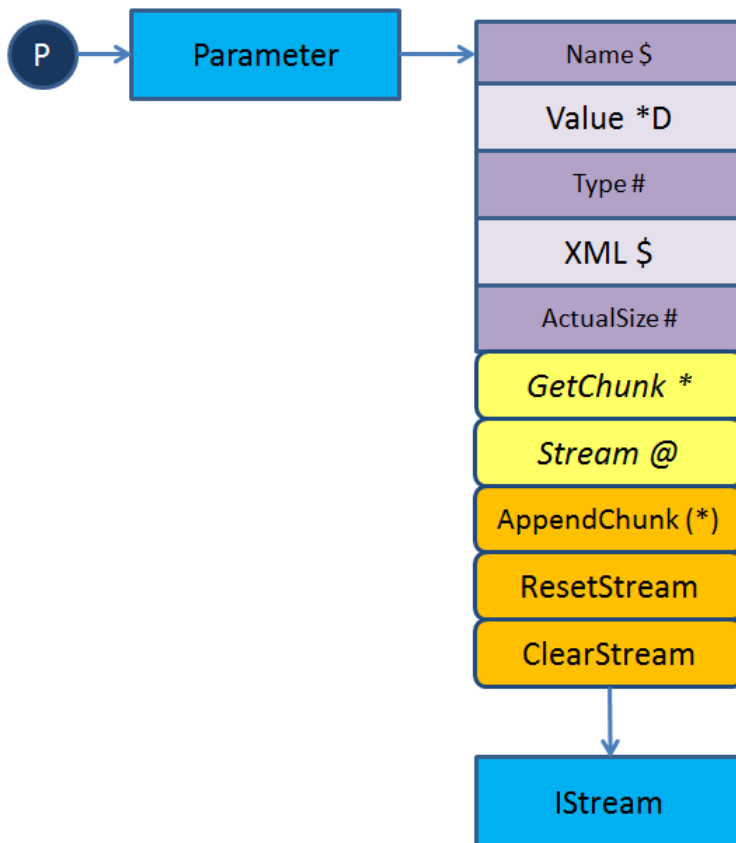 P
Parameter
Name $
Value *D
Type #
XML $
ActualSize #
GetChunk *
Stream @
AppendChunk (*)
ResetStream
ClearStream
IStream